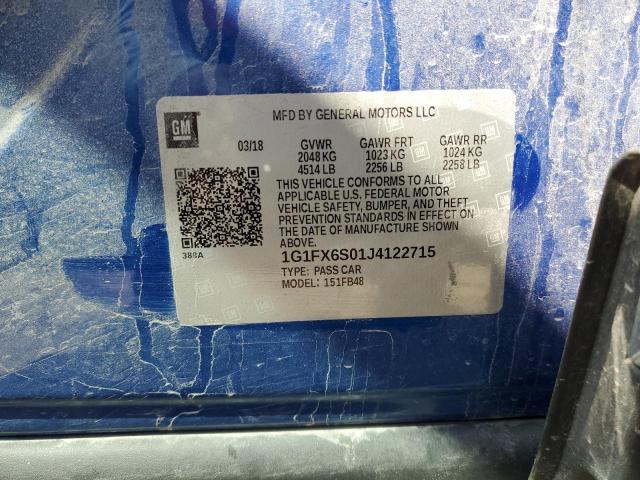 MFD BY GENERAL MOTORS LLC
GM
03/18 GVWR GAWR FRT GAWR RR
2048 KG 1023 KG 1024 KG
4514 LB 2256 LB 2258 LB
THIS VEHICLE CONFORMS TO ALL
APPLICABLE U.S. FEDERAL MOTOR
VEHICLE SAFETY, BUMPER, AND THEFT
PREVENTION STANDARDS IN EFFECT ON
THE DATE OF MANUFACTURE SHOWN
ABOVE.
388A
1G1FX6S01J4122715
TYPE: PASS CAR
MODEL: 151FB48